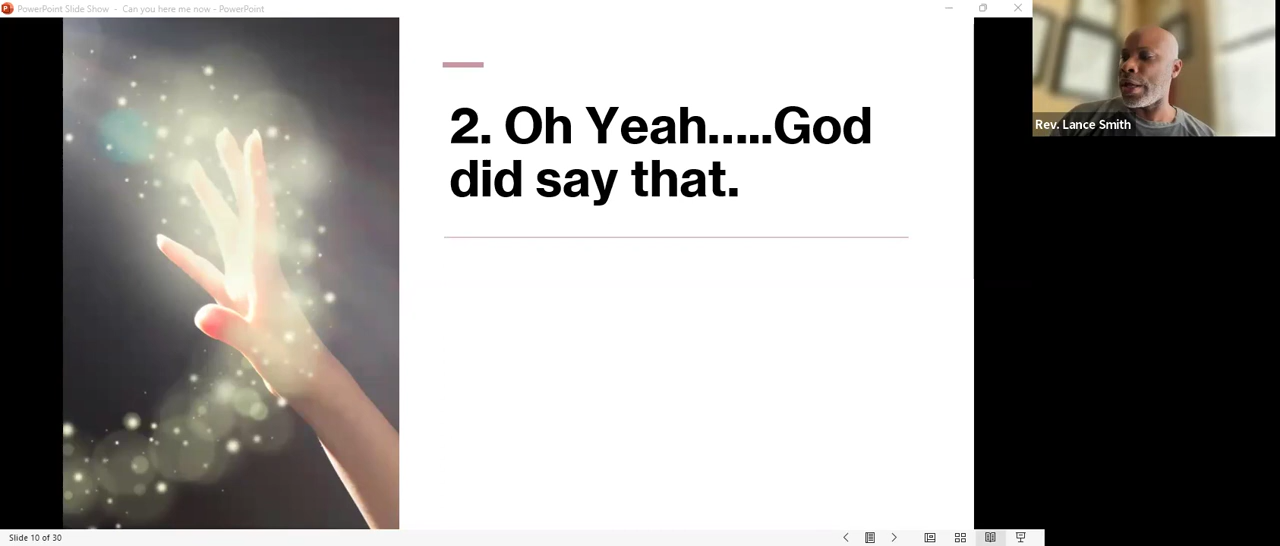 PowerPoint Slide Show - Can you here me now - PowerPoint
2. Oh Yeah.....God
did say that.
Rev. Lance Smith
Slide 10 of 30